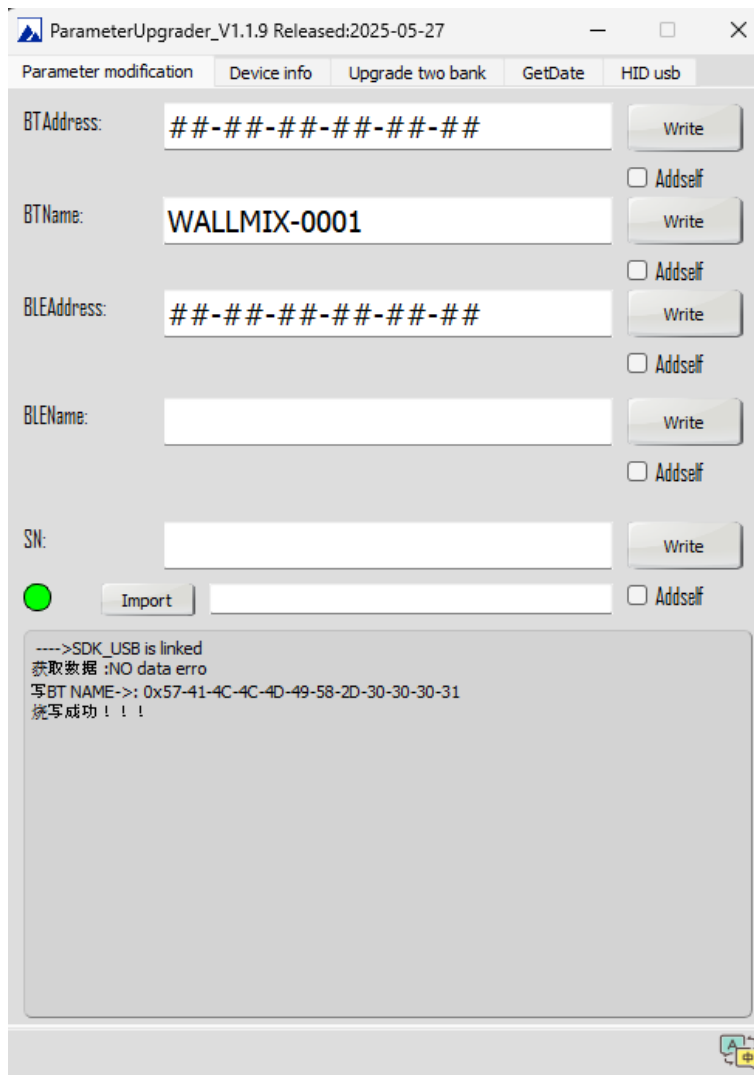 ParameterUpgrader_V1.1.9 Released:2025-05-27
Parameter modification Device info Upgrade two bank GetDate HID usb
BTAddress: ##-##-##-##-##-## Write
Addself
BTName: WALLMIX-0001 Write
Addself
BLEAddress: ##-##-##-##-##-## Write
Addself
BLEName: Write
Addself
SN: Write
Import Addself
---->SDK_USB is linked
获取数据 :NO data erro
写BT NAME->: 0x57-41-4C-4C-4D-49-58-2D-30-30-30-31
烧写成功！！！
A 中